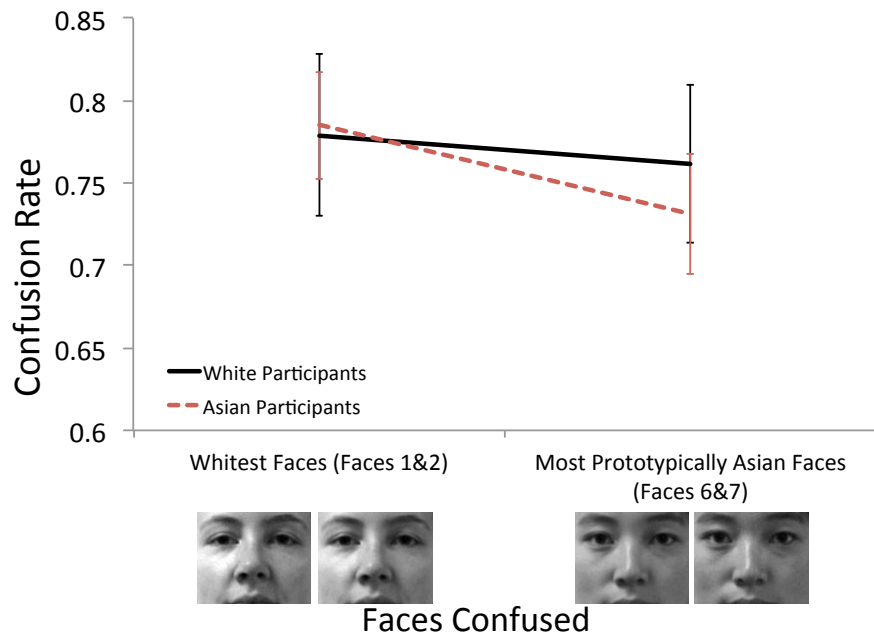 0.85
0.8
0.75
0.7
0.65
0.6
Confusion Rate
White Participants
Asian Participants
Whitest Faces (Faces 1&2)
Most Prototypically Asian Faces
(Faces 6&7)
Faces Confused